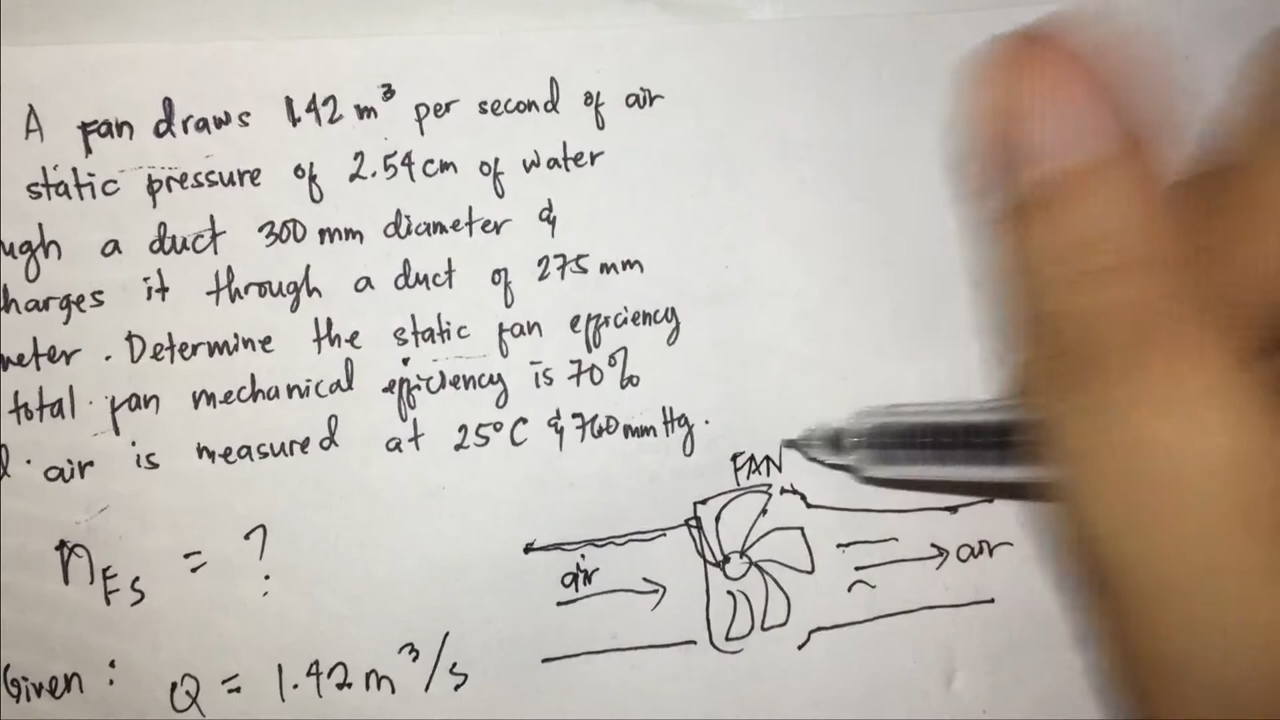 A Fan draws 1.42 m³ per second of air
static pressure of 2.54 cm of water
ugh a duct 300 mm diameter &
harges it through a duct of 275 mm
meter. Determine the static fan efficiency
total fan mechanical efficiency is 70%
air is measured at 25°C & 760 mm Hg.
FAN
air
air
η_FS = ?
Given: Q = 1.42 m³/s